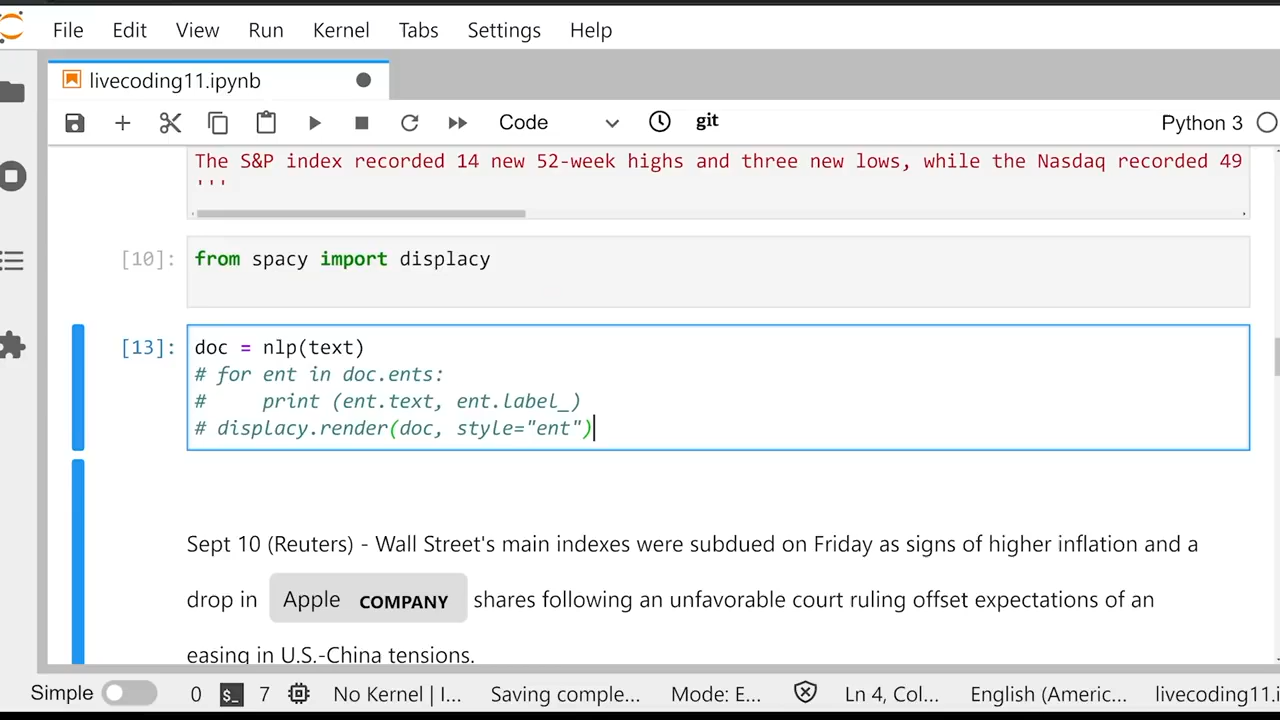 File Edit View Run Kernel Tabs Settings Help
livecoding11.ipynb
Code git Python 3
The S&P index recorded 14 new 52-week highs and three new lows, while the Nasdaq recorded 49
'''
[10]: from spacy import displacy
[13]: doc = nlp(text)
# for ent in doc.ents:
#     print (ent.text, ent.label_)
# displacy.render(doc, style="ent")
Sept 10 (Reuters) - Wall Street's main indexes were subdued on Friday as signs of higher inflation and a
drop in Apple COMPANY shares following an unfavorable court ruling offset expectations of an
easing in U.S.-China tensions.
Simple 0 $_ 7 No Kernel | I... Saving comple... Mode: E... Ln 4, Col... English (Americ... livecoding11.i